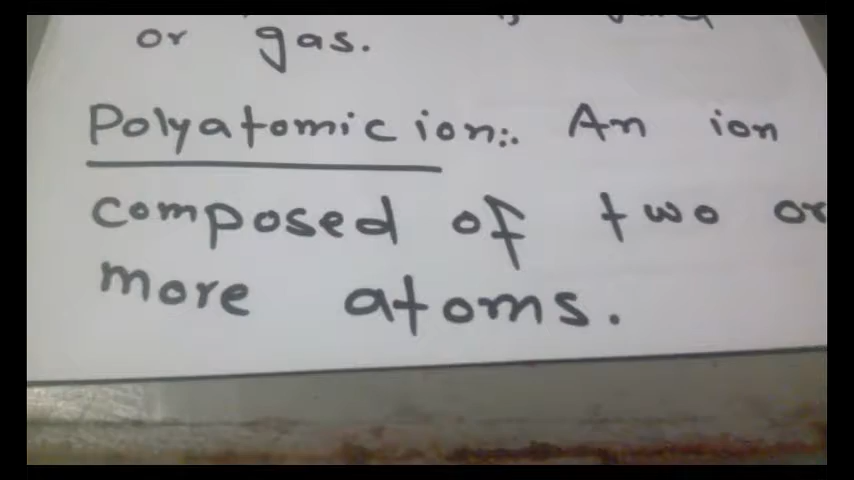 or gas.
Polyatomic ion:. An ion
composed of two or
more atoms.